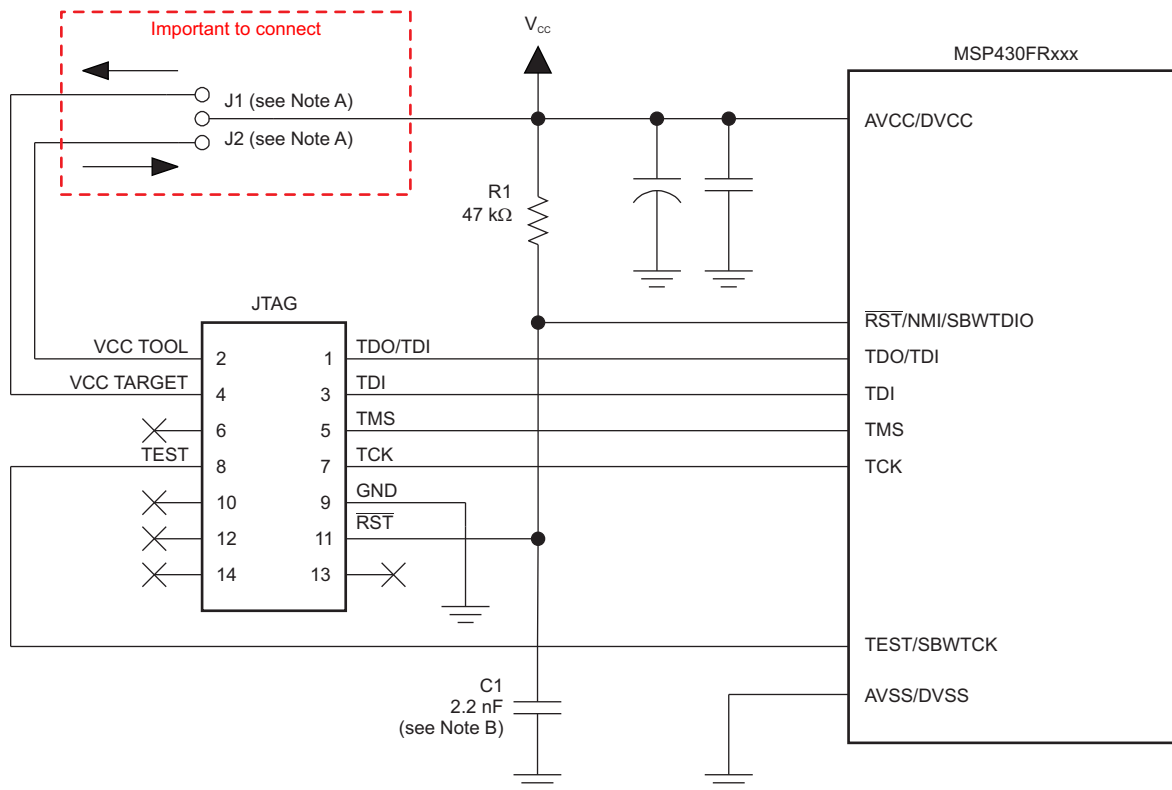 Important to connect
J1 (see Note A)
J2 (see Note A)
Vcc
MSP430FRxxx
AVCC/DVCC
R1
47 kΩ
JTAG
RST/NMI/SBWTDIO
VCC TOOL
2
1
TDO/TDI
TDO/TDI
VCC TARGET
4
3
TDI
TDI
6
5
TMS
TMS
TEST
8
7
TCK
TCK
10
9
GND
12
11
RST
14
13
TEST/SBWTCK
C1
2.2 nF
(see Note B)
AVSS/DVSS